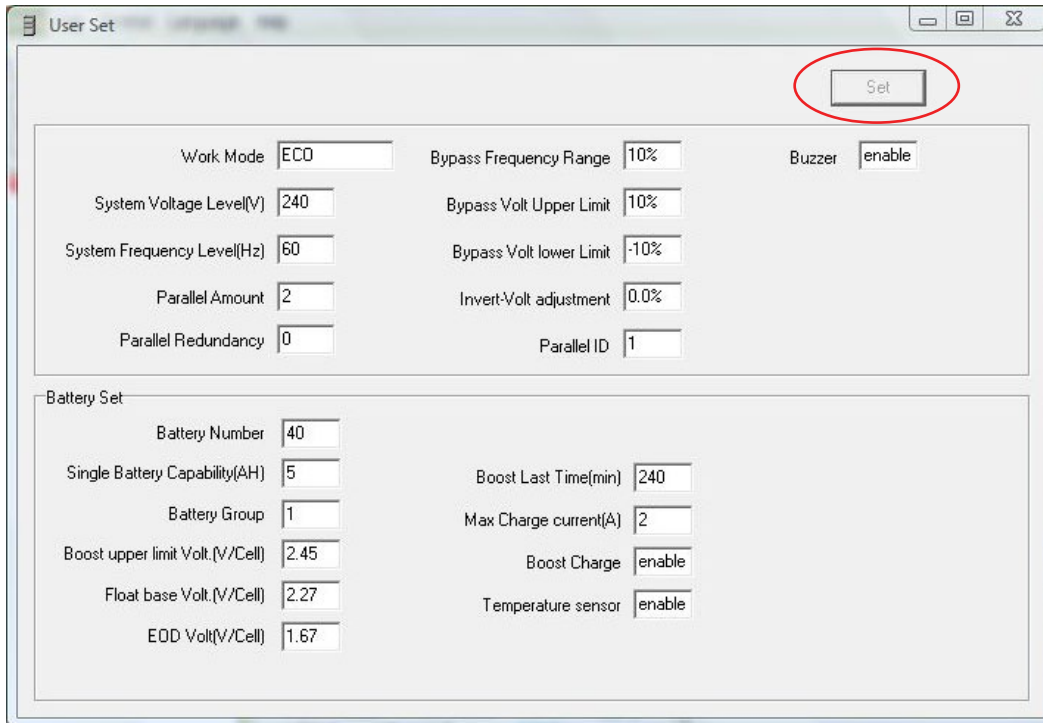 User Set
Set
Work Mode ECO Bypass Frequency Range 10% Buzzer enable
System Voltage Level(V) 240 Bypass Volt Upper Limit 10%
System Frequency Level(Hz) 60 Bypass Volt lower Limit -10%
Parallel Amount 2 Invert-Volt adjustment 0.0%
Parallel Redundancy 0 Parallel ID 1
Battery Set
Battery Number 40
Single Battery Capability(AH) 5 Boost Last Time(min) 240
Battery Group 1 Max Charge current(A) 2
Boost upper limit Volt.(V/Cell) 2.45 Boost Charge enable
Float base Volt.(V/Cell) 2.27 Temperature sensor enable
EOD Volt(V/Cell) 1.67